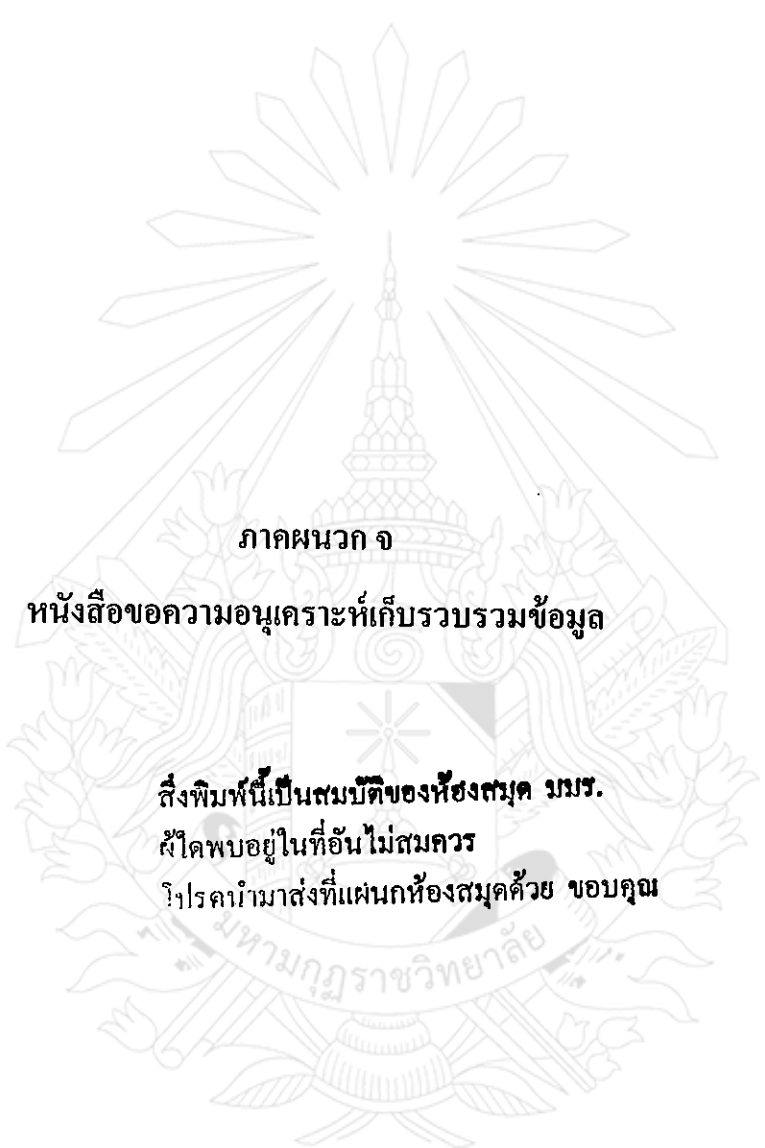 ภาคผนวก จ
หนังสือขอความอนุเคราะห์เก็บรวบรวมข้อมูล
สิ่งพิมพ์นี้เป็นสมบัติของห้องสมุด มมร.
ผู้ใดพบอยู่ในที่อันไม่สมควร
โปรดนำมาส่งที่แผนกห้องสมุดด้วย ขอบคุณ
มหามกุฏราชวิทยาลัย